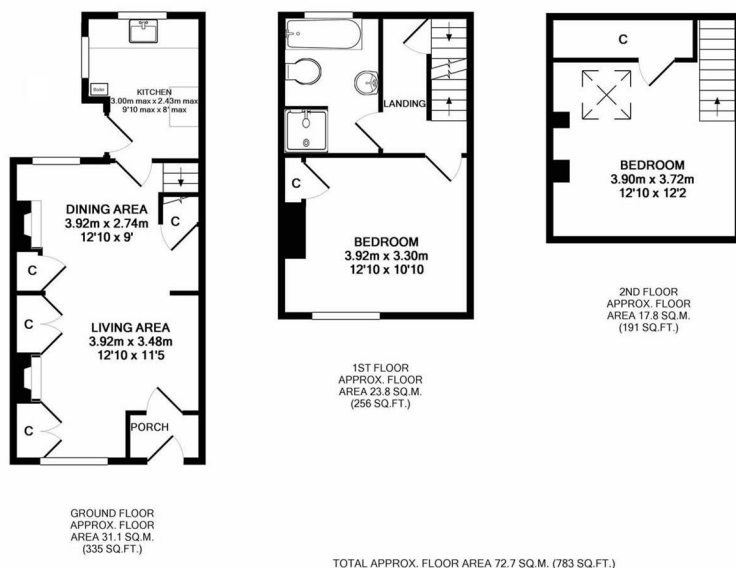 KITCHEN
3.00m max x 2.43m max
9'10 max x 8' max
DINING AREA
3.92m x 2.74m
12'10 x 9'
C
C
C
LIVING AREA
3.92m x 3.48m
12'10 x 11'5
C
PORCH
GROUND FLOOR
APPROX. FLOOR
AREA 31.1 SQ.M.
(335 SQ.FT.)
LANDING
C
BEDROOM
3.92m x 3.30m
12'10 x 10'10
1ST FLOOR
APPROX. FLOOR
AREA 23.8 SQ.M.
(256 SQ.FT.)
C
BEDROOM
3.90m x 3.72m
12'10 x 12'2
2ND FLOOR
APPROX. FLOOR
AREA 17.8 SQ.M.
(191 SQ.FT.)
TOTAL APPROX. FLOOR AREA 72.7 SQ.M. (783 SQ.FT.)